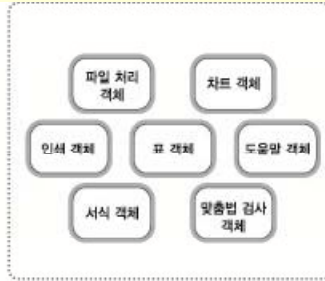 파일 처리
객체
차트 객체
인쇄 객체
표 객체
도움말 객체
서식 객체
맞춤법 검사
객체